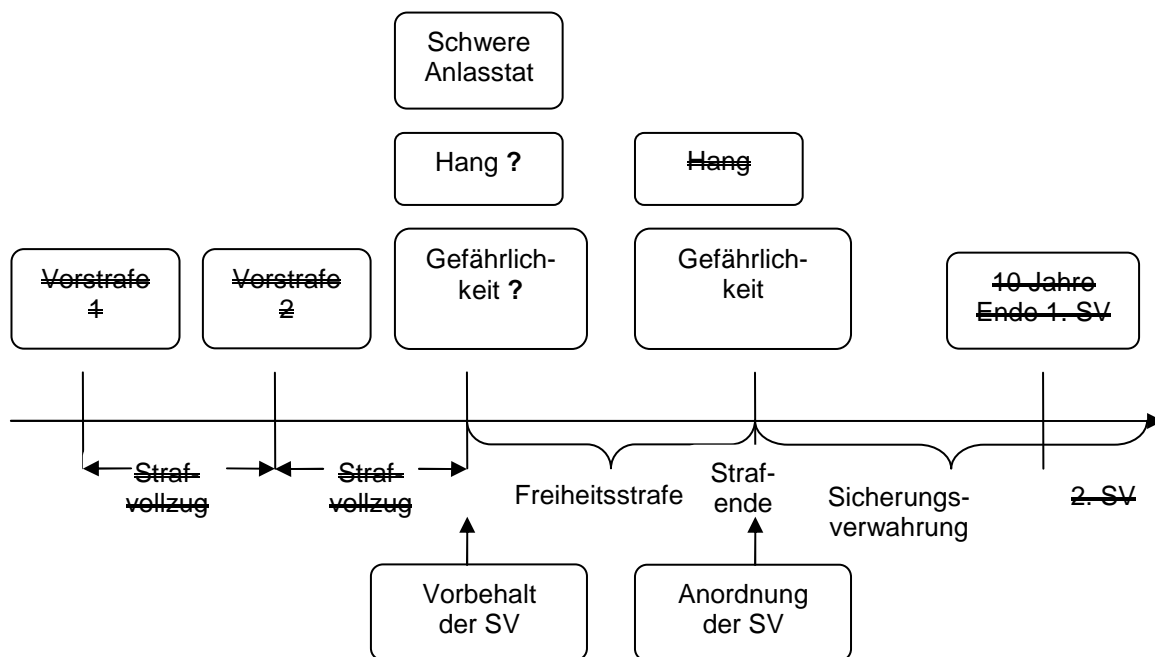 Schwere
Anlasstat
Hang ?
Hang
Gefährlich-
keit ?
Gefährlich-
keit
Vorstrafe
1
Vorstrafe
2
10 Jahre
Ende 1. SV
Straf-
vollzug
Straf-
vollzug
Freiheitsstrafe
Straf-
ende
Sicherungs-
verwahrung
2. SV
Vorbehalt
der SV
Anordnung
der SV